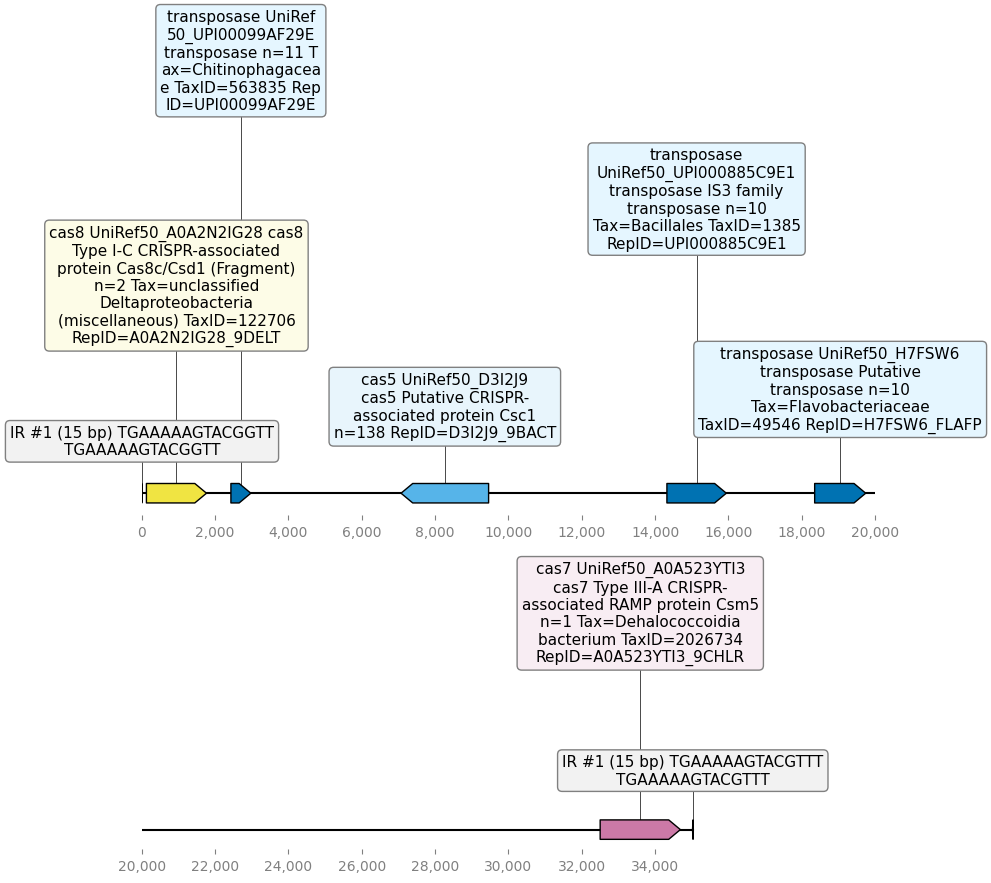 transposase UniRef
50_UPI00099AF29E
transposase n=11 T
ax=Chitinophagacea
e TaxID=563835 Rep
ID=UPI00099AF29E
transposase
UniRef50_UPI000885C9E1
transposase IS3 family
transposase n=10
Tax=Bacillales TaxID=1385
RepID=UPI000885C9E1
cas8 UniRef50_A0A2N2IG28 cas8
Type I-C CRISPR-associated
protein Cas8c/Csd1 (Fragment)
n=2 Tax=unclassified
Deltaproteobacteria
(miscellaneous) TaxID=122706
RepID=A0A2N2IG28_9DELT
transposase UniRef50_H7FSW6
transposase Putative
transposase n=10
Tax=Flavobacteriaceae
TaxID=49546 RepID=H7FSW6_FLAFP
cas5 UniRef50_D3I2J9
cas5 Putative CRISPR-
associated protein Csc1
n=138 RepID=D3I2J9_9BACT
IR #1 (15 bp) TGAAAAAGTACGGTT
TGAAAAAGTACGGTT
0 2,000 4,000 6,000 8,000 10,000 12,000 14,000 16,000 18,000 20,000
cas7 UniRef50_A0A523YTI3
cas7 Type III-A CRISPR-
associated RAMP protein Csm5
n=1 Tax=Dehalococcoidia
bacterium TaxID=2026734
RepID=A0A523YTI3_9CHLR
IR #1 (15 bp) TGAAAAAGTACGTTT
TGAAAAAGTACGTTT
20,000 22,000 24,000 26,000 28,000 30,000 32,000 34,000